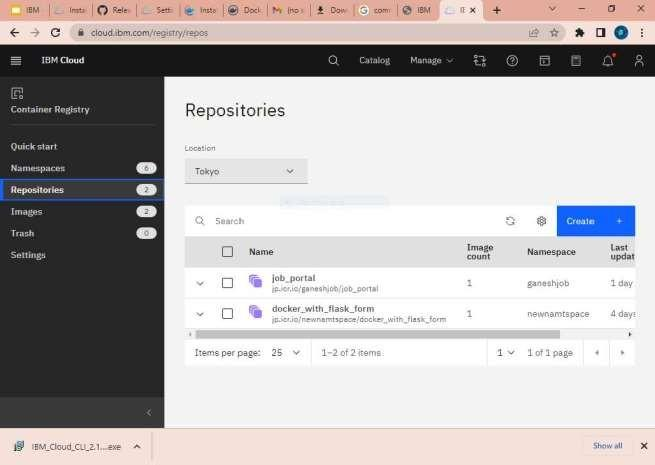 IBM
Insta
Relea
Setti
Insta
Dock
(no s
Dow
com
IBM
cloud.ibm.com/registry/repos
IBM Cloud
Catalog
Manage
Container Registry
Quick start
Namespaces 6
Repositories 2
Images 2
Trash 0
Settings
Repositories
Location
Tokyo
Search
Create +
Name Image count Namespace Last updat
job_portal
jp.icr.io/ganeshjob/job_portal
1 ganeshjob 1 day
docker_with_flask_form
jp.icr.io/newnamtspace/docker_with_flask_form
1 newnamtspace 4 days
Items per page: 25 1–2 of 2 items 1 1 of 1 page
IBM_Cloud_CLI_2.1....exe
Show all